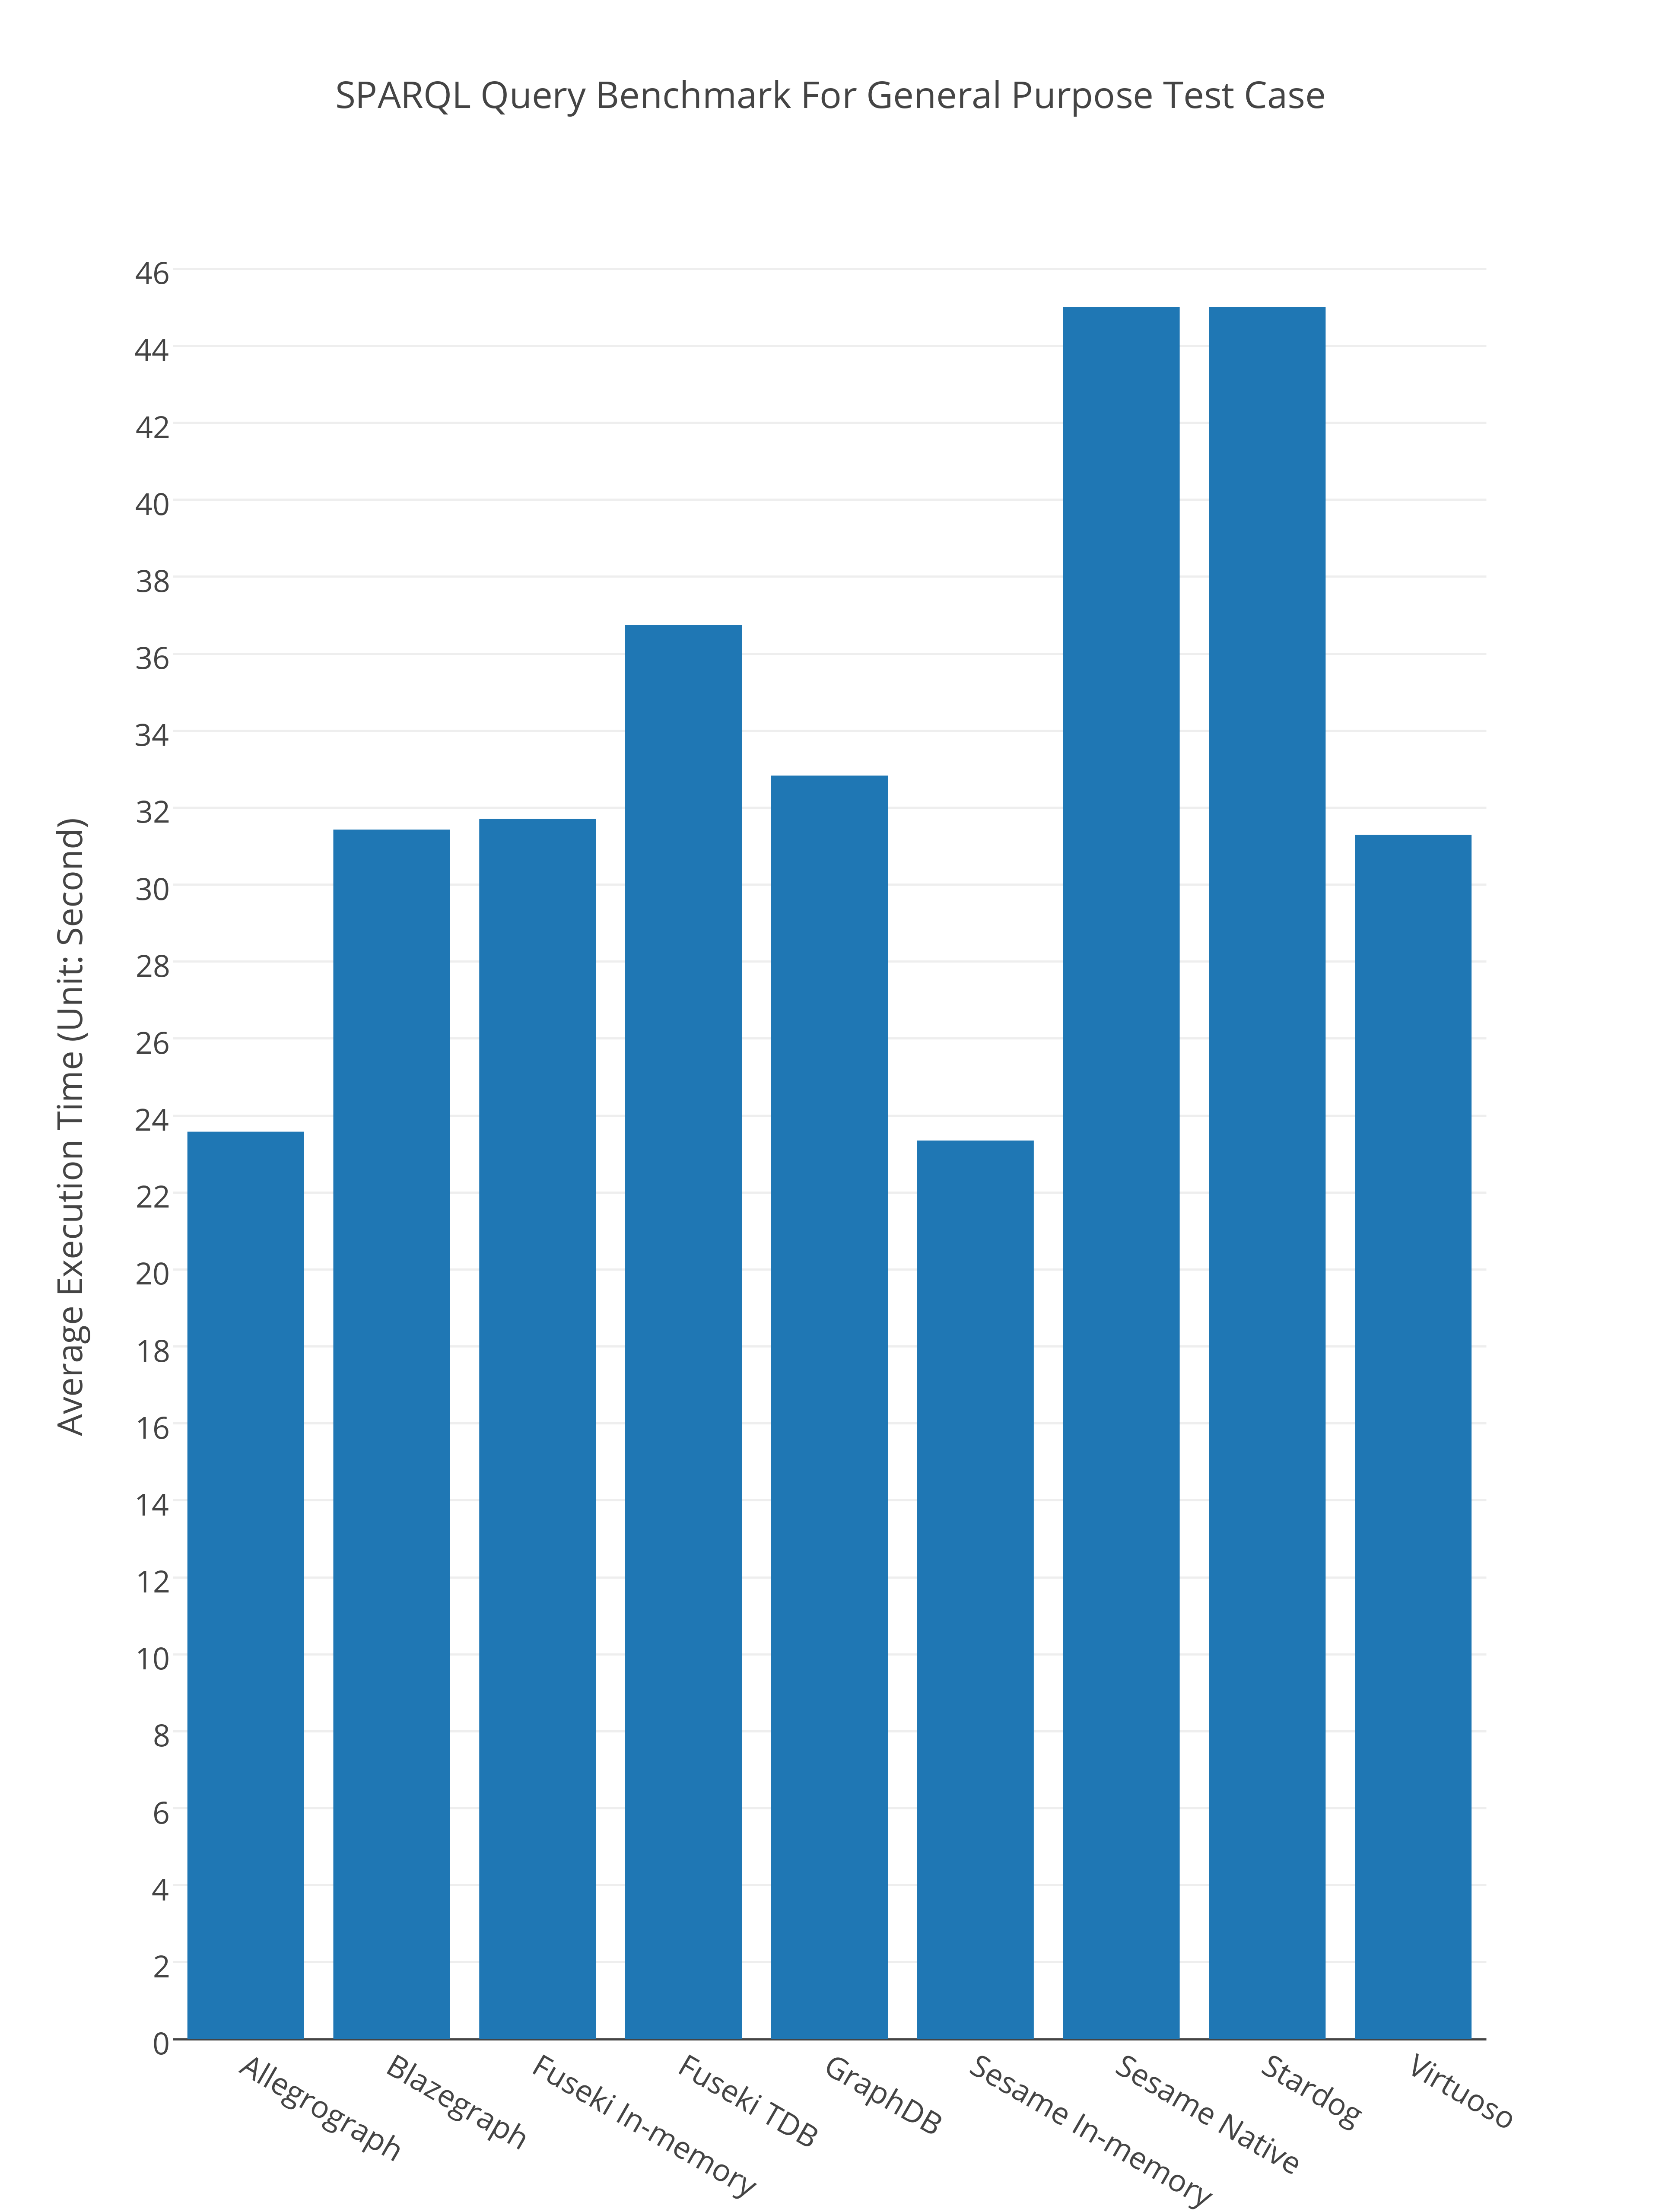 SPARQL Query Benchmark For General Purpose Test Case
46
44
42
40
38
36
34
32
30
28
26
24
22
20
18
16
14
12
10
8
6
4
2
0
Average Execution Time (Unit: Second)
Allegrograph
Blazegraph
Fuseki In-memory
Fuseki TDB
GraphDB
Sesame In-memory
Sesame Native
Stardog
Virtuoso